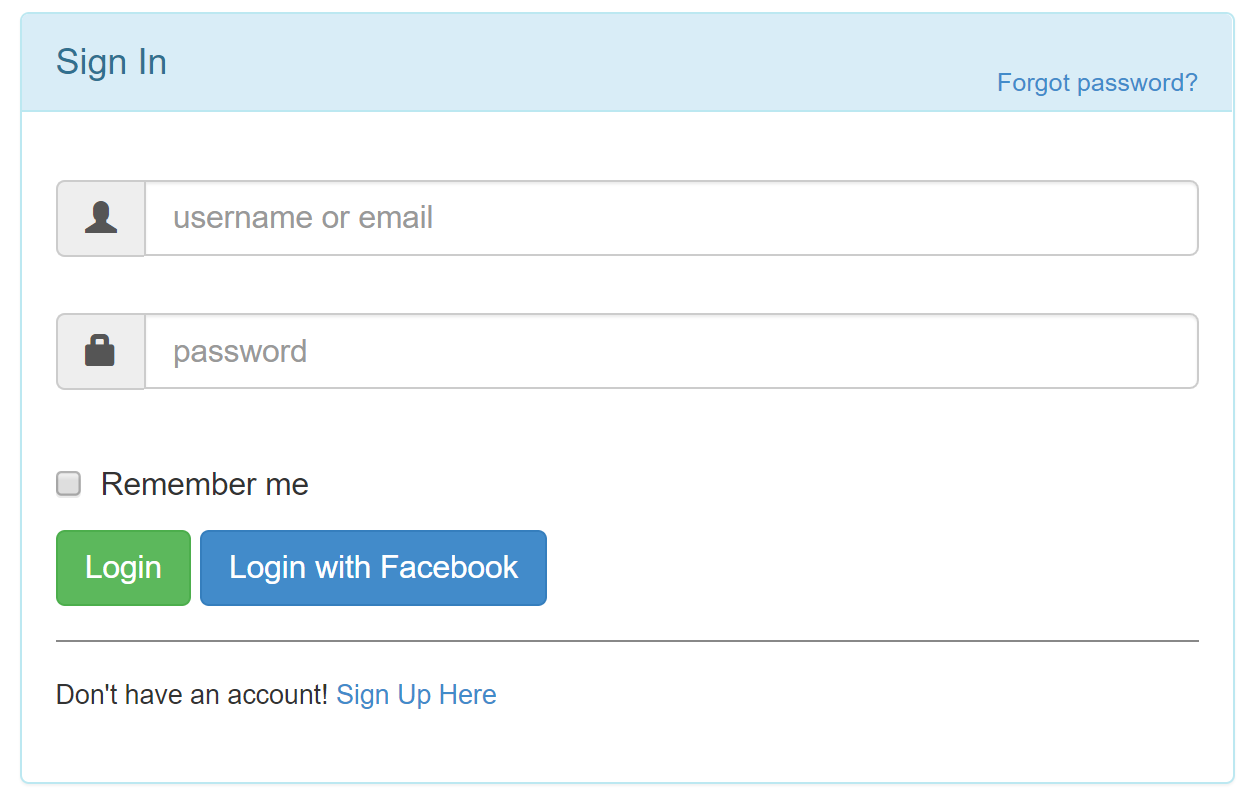 Sign In
Forgot password?
username or email
password
Remember me
Login
Login with Facebook
Don't have an account! Sign Up Here